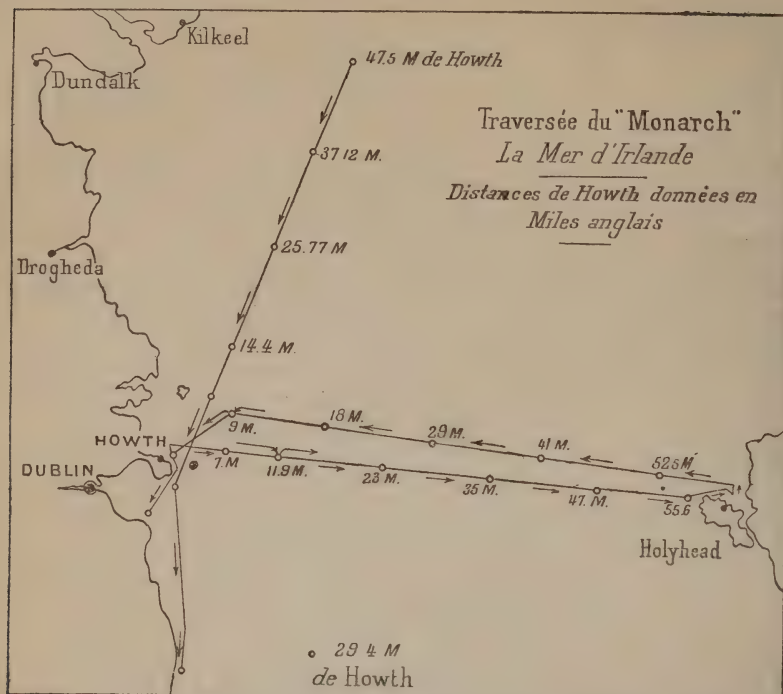 Kilkeel
Dundalk
47.5 M de Howth
Traversée du "Monarch"
La Mer d'Irlande
37 12 M.
Distances de Howth données en
Miles anglais
25.77 M
Drogheda
14.4 M.
9 M.
18 M.
29 M.
41 M.
52 8 M
HOWTH
DUBLIN
7. M
11.9 M.
23 M.
35 M.
47. M.
55.6
Holyhead
29 4 M
de Howth